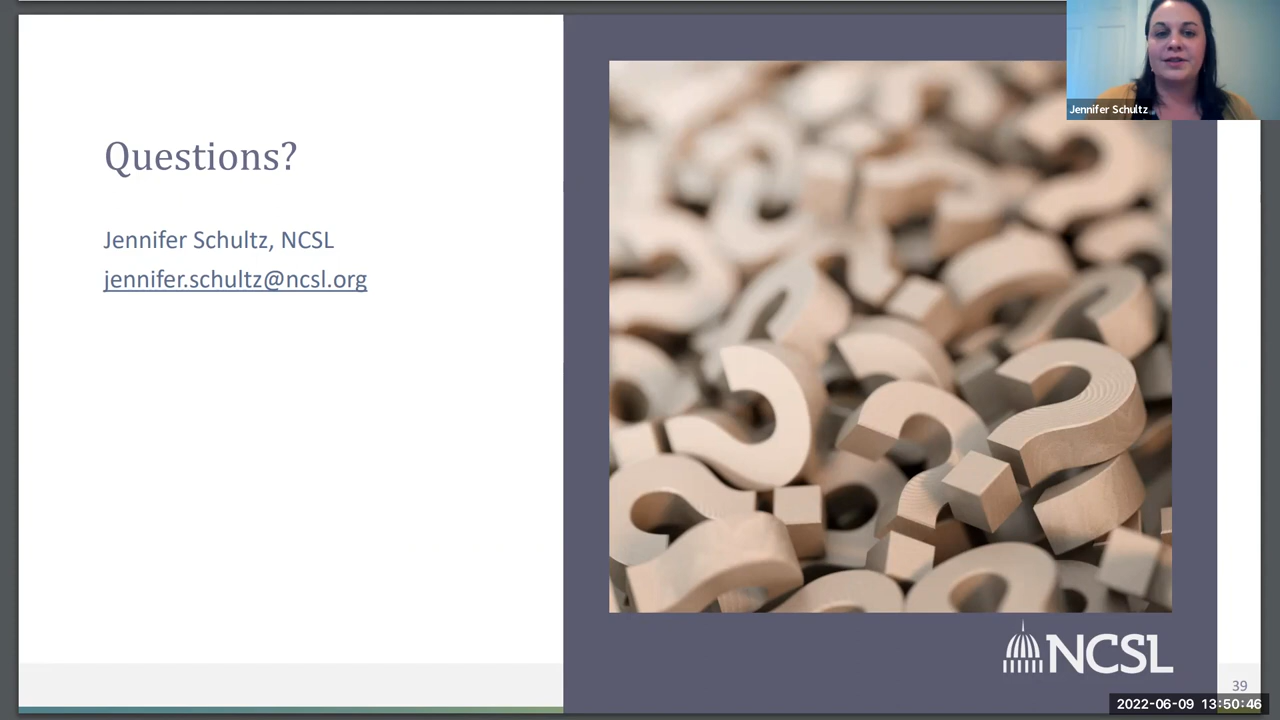 Questions?
Jennifer Schultz, NCSL
jennifer.schultz@ncsl.org
Jennifer Schultz
NCSL
39
2022-06-09 13:50:46